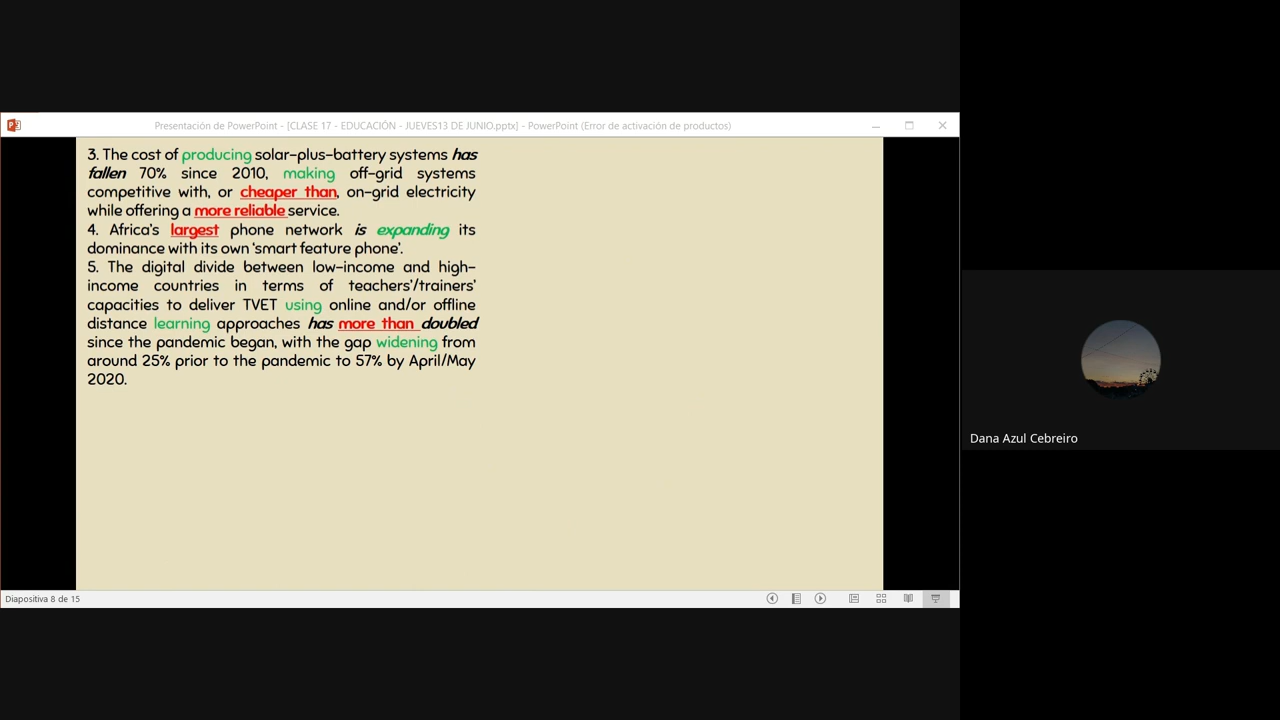 Presentación de PowerPoint - [CLASE 17 - EDUCACIÓN - JUEVES13 DE JUNIO.pptx] - PowerPoint (Error de activación de productos)
3. The cost of producing solar-plus-battery systems has
fallen 70% since 2010, making off-grid systems
competitive with, or cheaper than, on-grid electricity
while offering a more reliable service.
4. Africa's largest phone network is expanding its
dominance with its own 'smart feature phone'.
5. The digital divide between low-income and high-
income countries in terms of teachers'/trainers'
capacities to deliver TVET using online and/or offline
distance learning approaches has more than doubled
since the pandemic began, with the gap widening from
around 25% prior to the pandemic to 57% by April/May
2020.
Dana Azul Cebreiro
Diapositiva 8 de 15